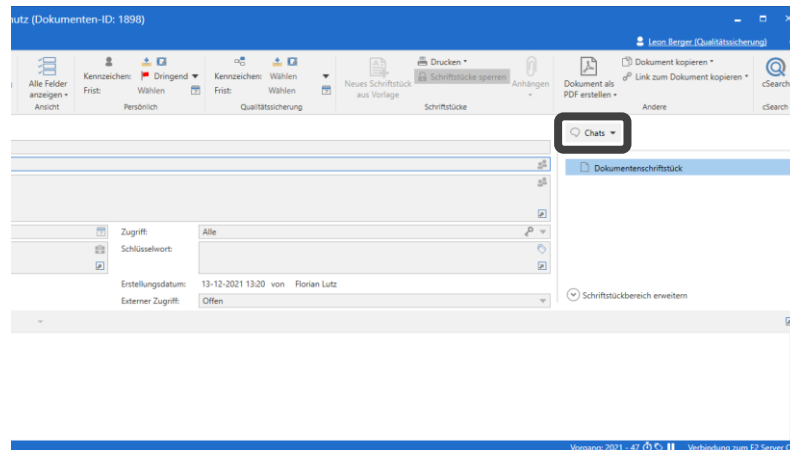 utz (Dokumenten-ID: 1898)
Leon Berger (Qualitätssicherung)
Alle Felder anzeigen
Ansicht
Kennzeichen: Dringend
Frist: Wählen
Persönlich
Kennzeichen: Wählen
Frist: Wählen
Qualitätssicherung
Neues Schriftstück aus Vorlage
Drucken
Schriftstücke sperren
Anhängen
Schriftstücke
Dokument als PDF erstellen
Dokument kopieren
Link zum Dokument kopieren
Andere
cSearch
cSearch
Chats
Dokumentenschriftstück
Zugriff: Alle
Schlüsselwort:
Erstellungsdatum: 13-12-2021 13:20 von Florian Lutz
Externer Zugriff: Offen
Schriftstückbereich erweitern
Vorgang: 2021 - 47 Verbindung zum F2 Server O